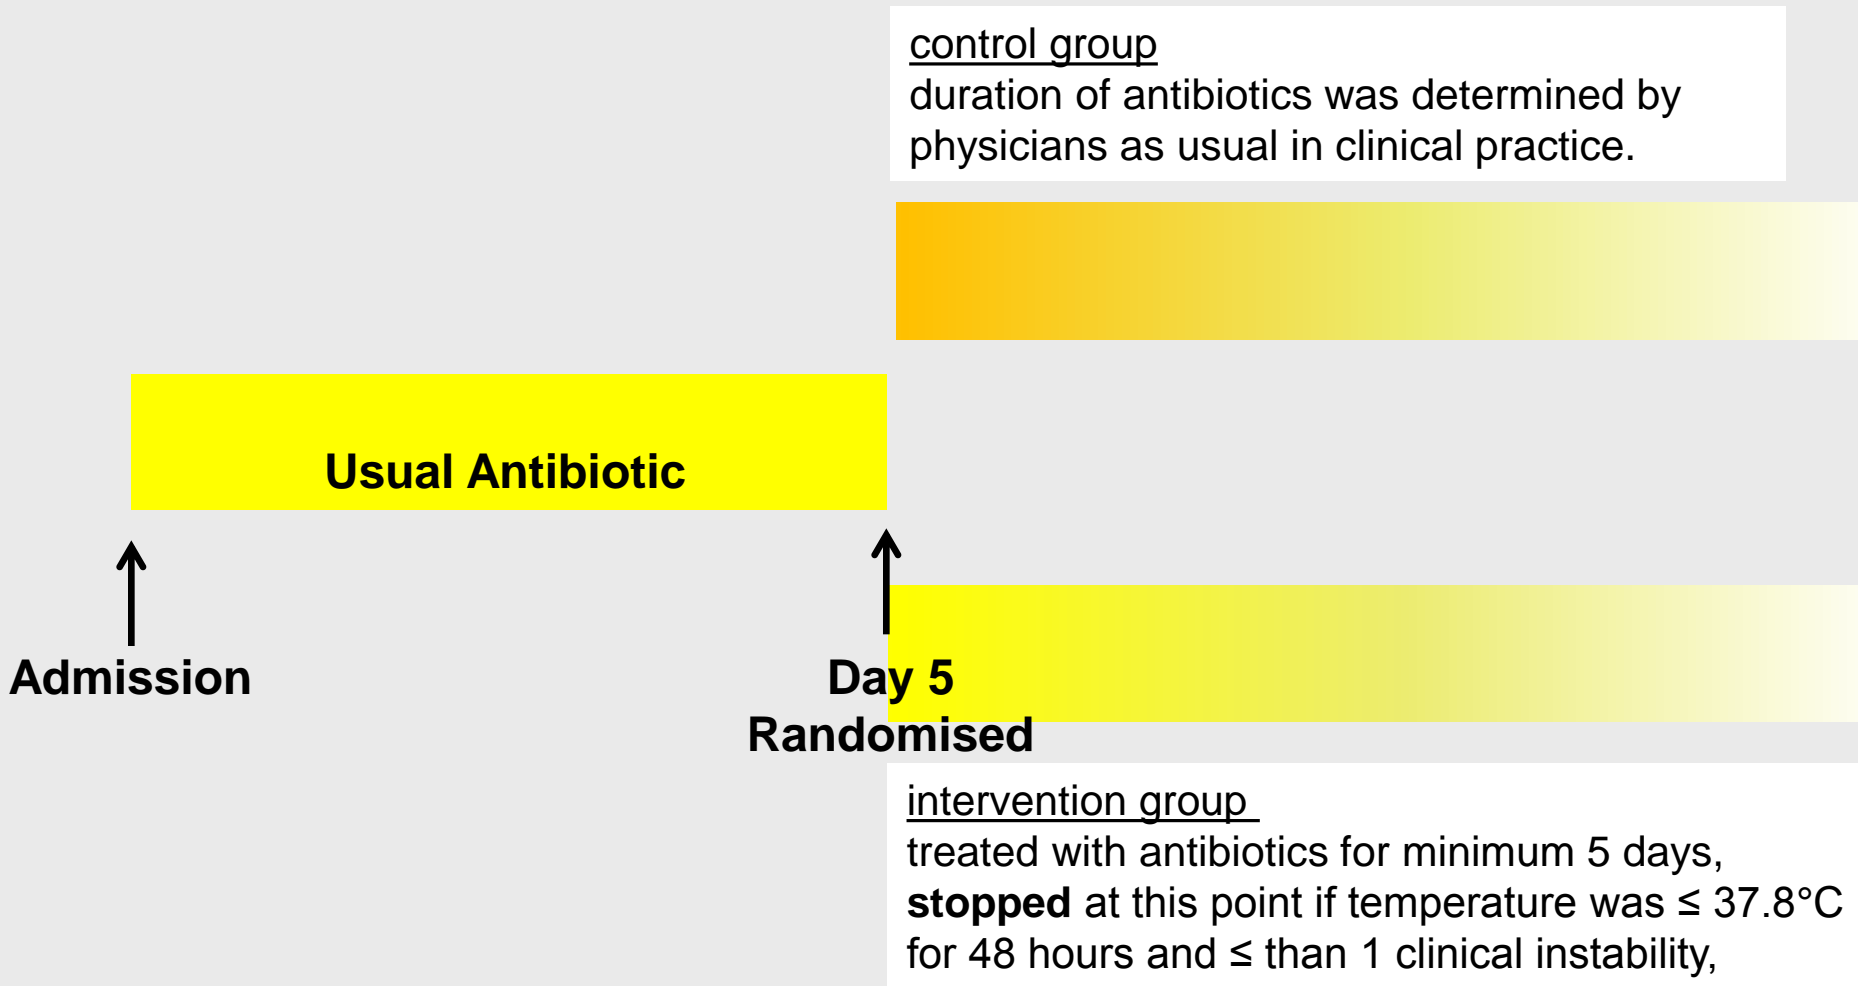 control group
duration of antibiotics was determined by
physicians as usual in clinical practice.
Usual Antibiotic
Admission
Day 5
Randomised
intervention group
treated with antibiotics for minimum 5 days,
stopped at this point if temperature was ≤ 37.8°C
for 48 hours and ≤ than 1 clinical instability,